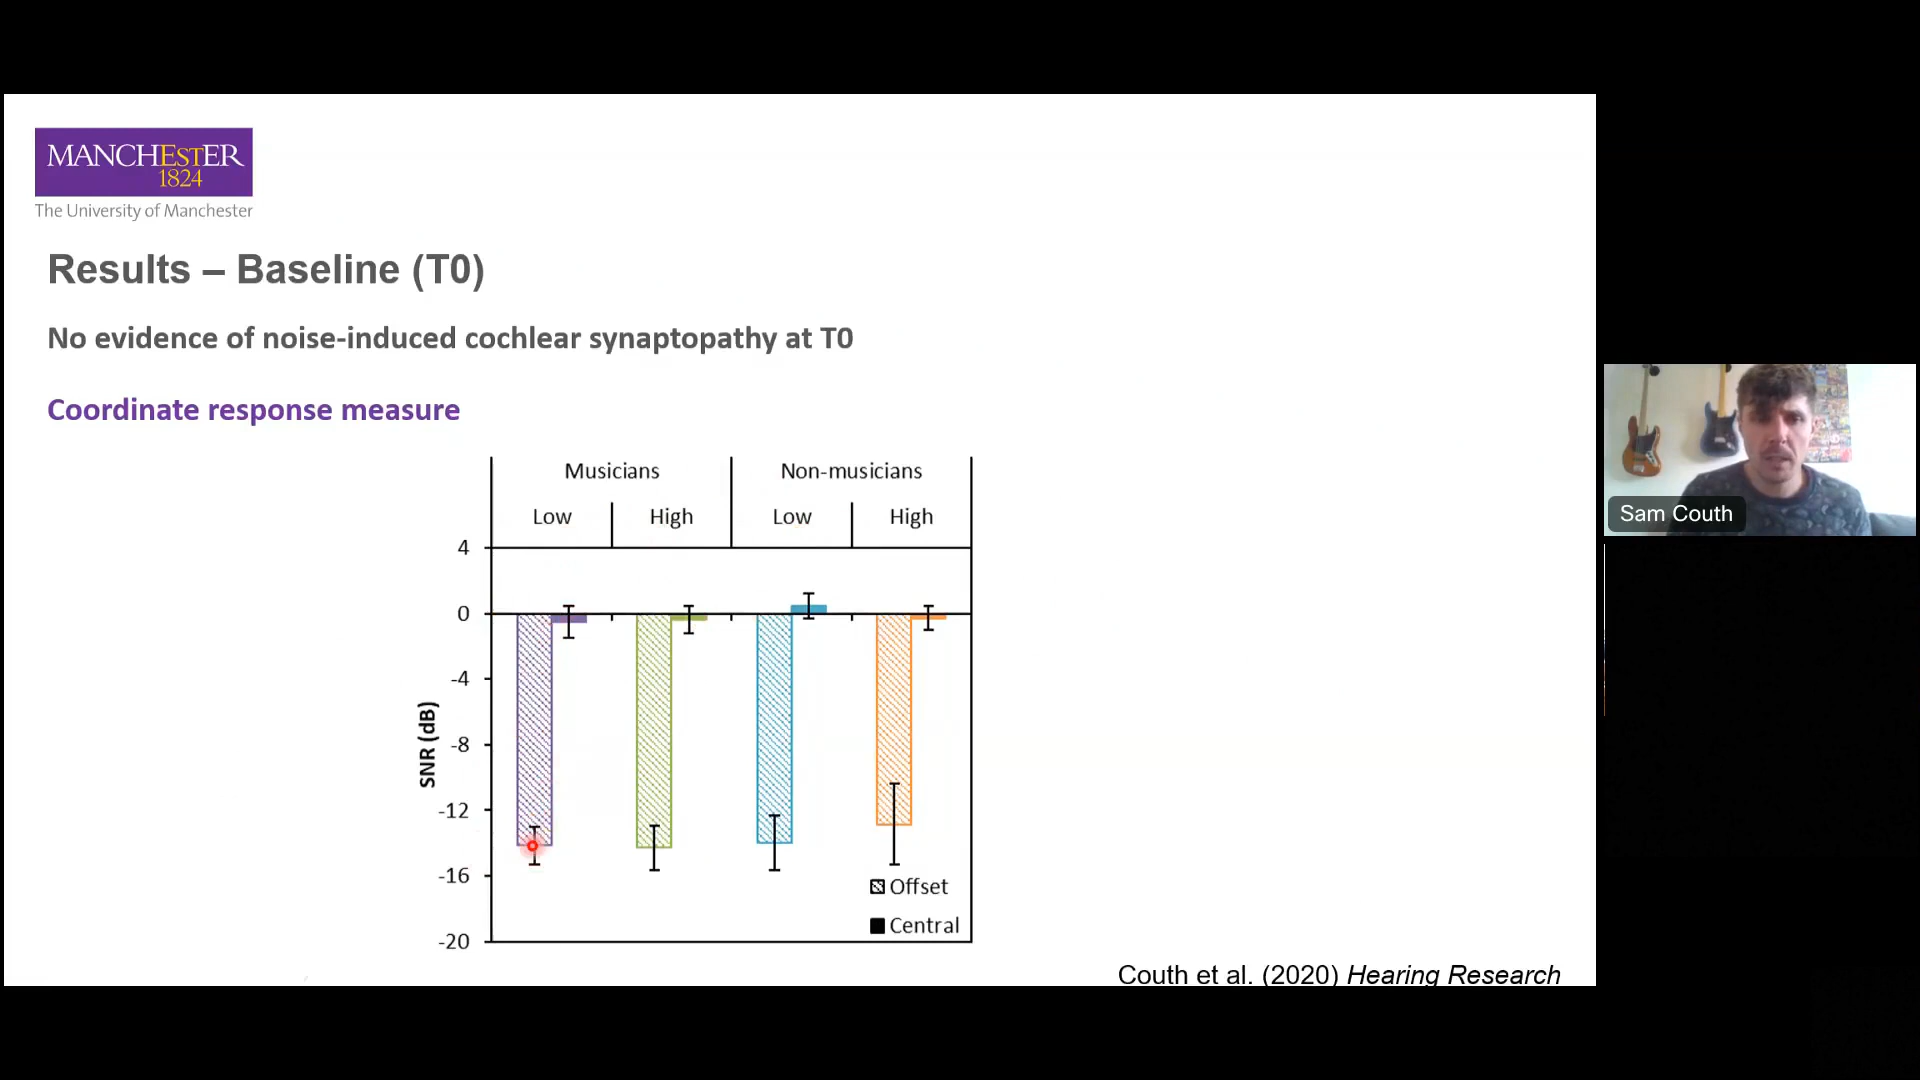 MANCHESTER
1824
The University of Manchester
Results – Baseline (T0)
No evidence of noise-induced cochlear synaptopathy at T0
Coordinate response measure
Musicians
Non-musicians
Low
High
Low
High
4
0
-4
-8
-12
-16
-20
SNR (dB)
Offset
Central
Couth et al. (2020) Hearing Research
Sam Couth